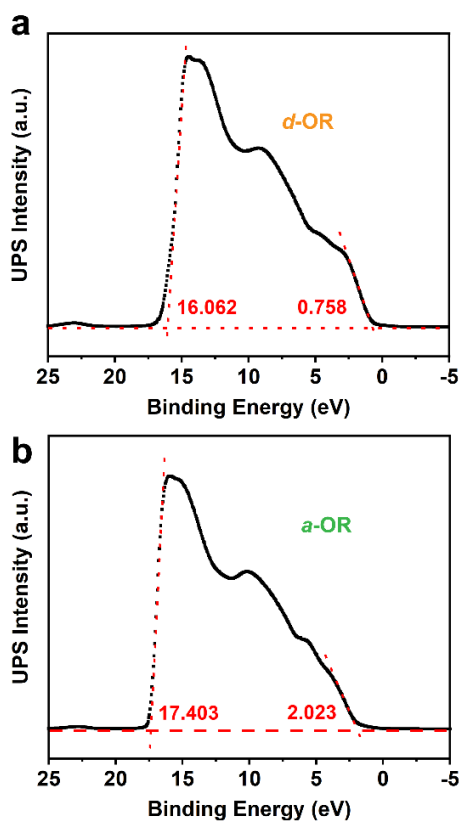 a
UPS Intensity (a.u.)
d-OR
16.062
0.758
25 20 15 10 5 0 -5
Binding Energy (eV)
b
UPS Intensity (a.u.)
a-OR
17.403
2.023
25 20 15 10 5 0 -5
Binding Energy (eV)